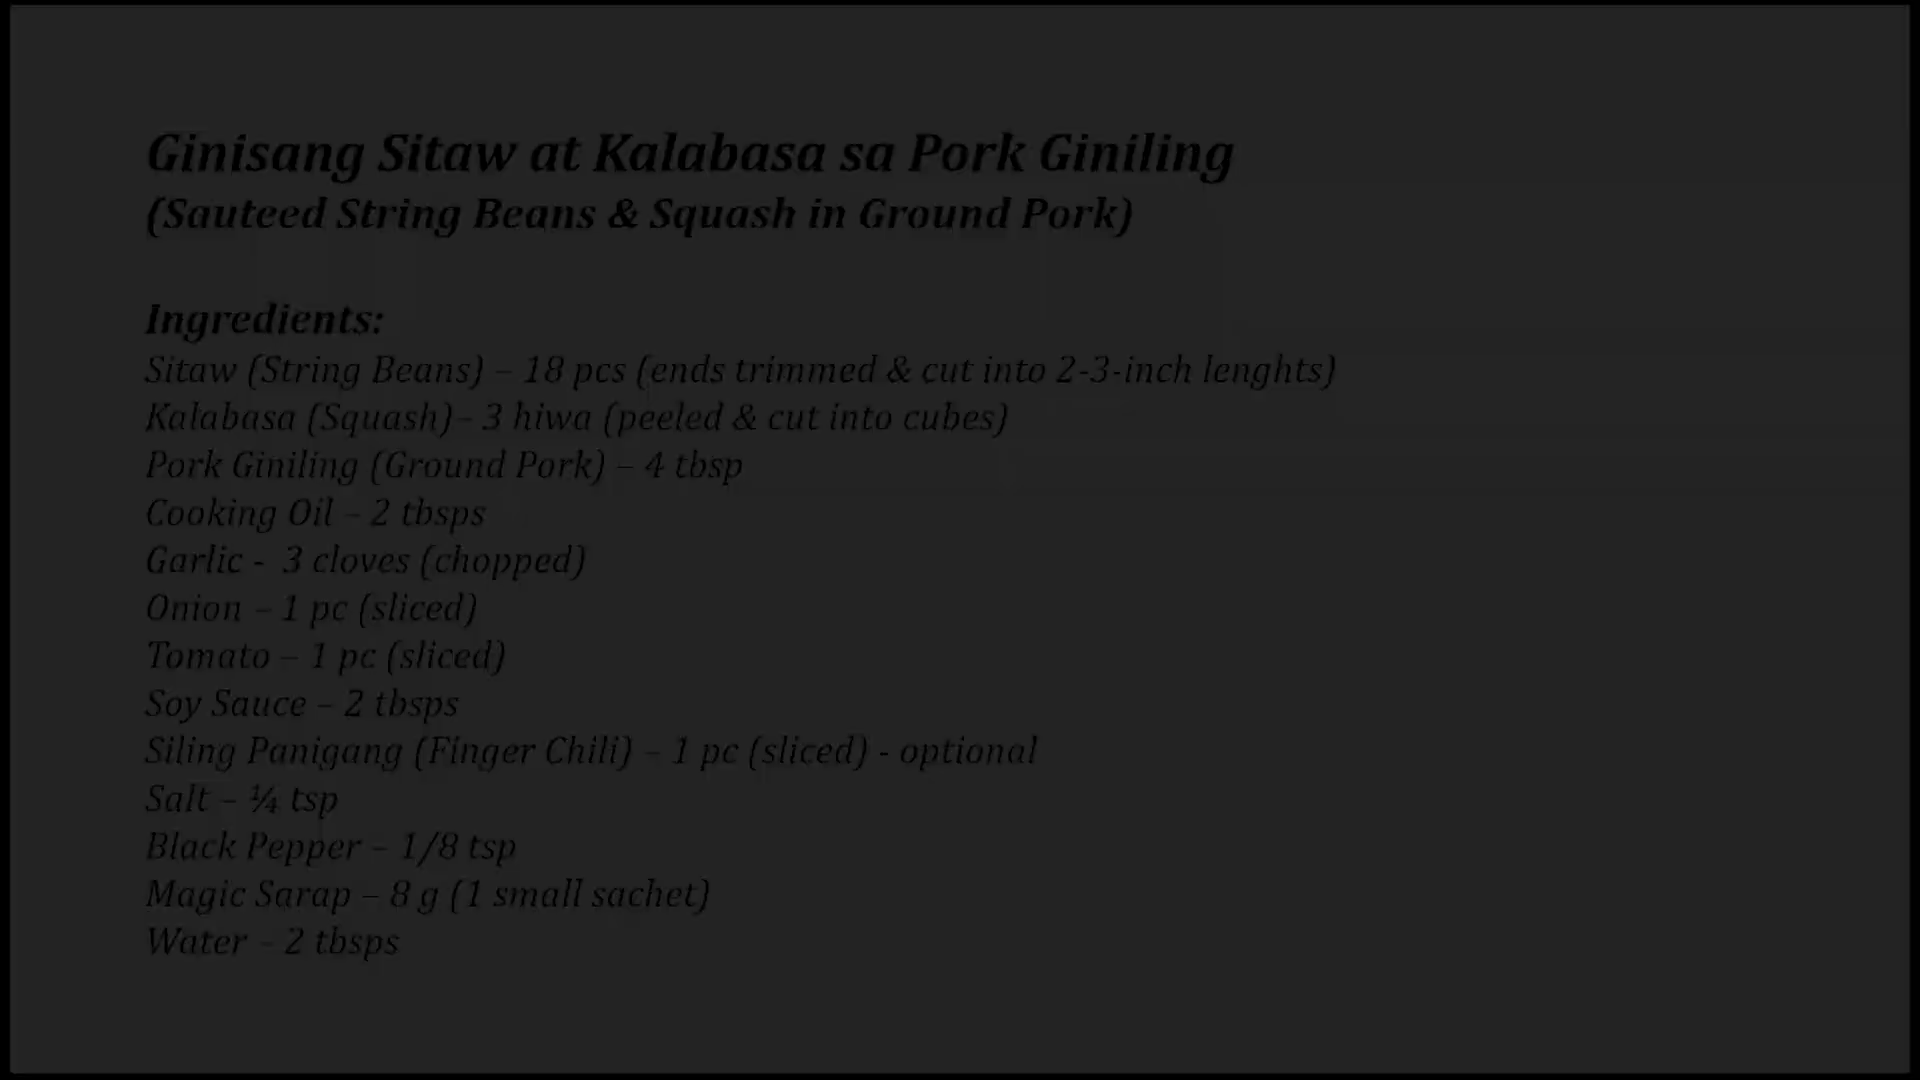 Ginisang Sitaw at Kalabasa sa Pork Giniling
(Sauteed String Beans & Squash in Ground Pork)
Ingredients:
Sitaw (String Beans) – 18 pcs (ends trimmed & cut into 2-3-inch lenghts)
Kalabasa (Squash)– 3 hiwa (peeled & cut into cubes)
Pork Giniling (Ground Pork) – 4 tbsp
Cooking Oil – 2 tbsps
Garlic - 3 cloves (chopped)
Onion – 1 pc (sliced)
Tomato – 1 pc (sliced)
Soy Sauce – 2 tbsps
Siling Panigang (Finger Chili) – 1 pc (sliced) - optional
Salt – ¼ tsp
Black Pepper – 1/8 tsp
Magic Sarap – 8 g (1 small sachet)
Water – 2 tbsps